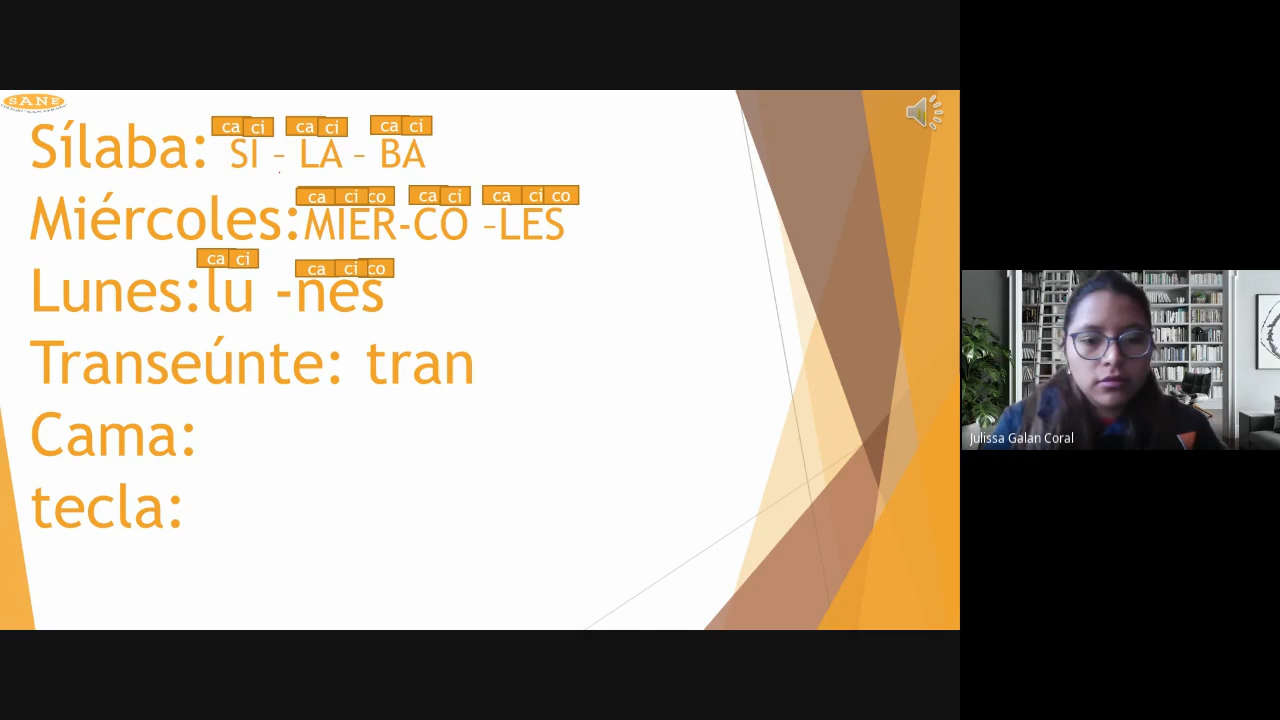 SANE
ca ci ca ci ca ci
Sílaba: SI – LA – BA
ca ci co ca ci ca ci co
Miércoles:MIER-CO –LES
ca ci ca ci co
Lunes:lu -nes
Transeúnte: tran
Cama:
tecla:
Julissa Galan Coral